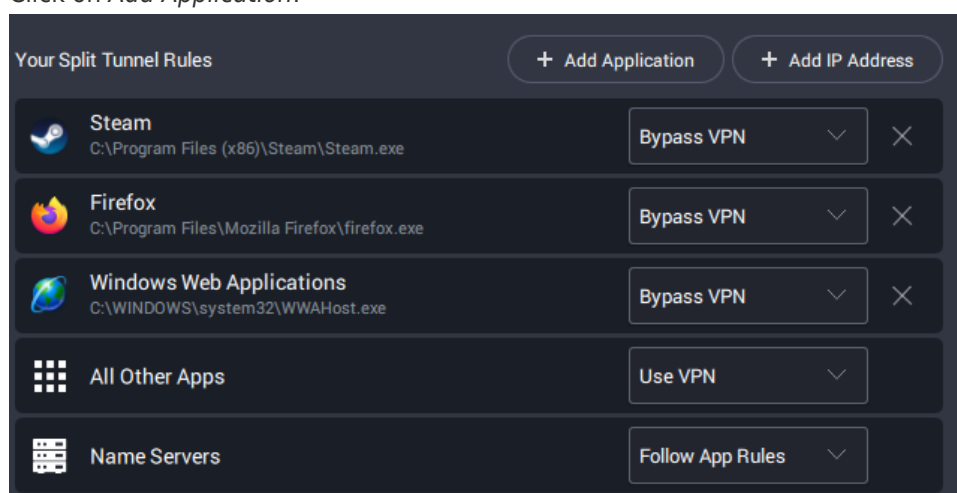 Click on Add Application.
Your Split Tunnel Rules
+ Add Application
+ Add IP Address
Steam
C:\Program Files (x86)\Steam\Steam.exe
Bypass VPN
Firefox
C:\Program Files\Mozilla Firefox\firefox.exe
Bypass VPN
Windows Web Applications
C:\WINDOWS\system32\WWAHost.exe
Bypass VPN
All Other Apps
Use VPN
Name Servers
Follow App Rules